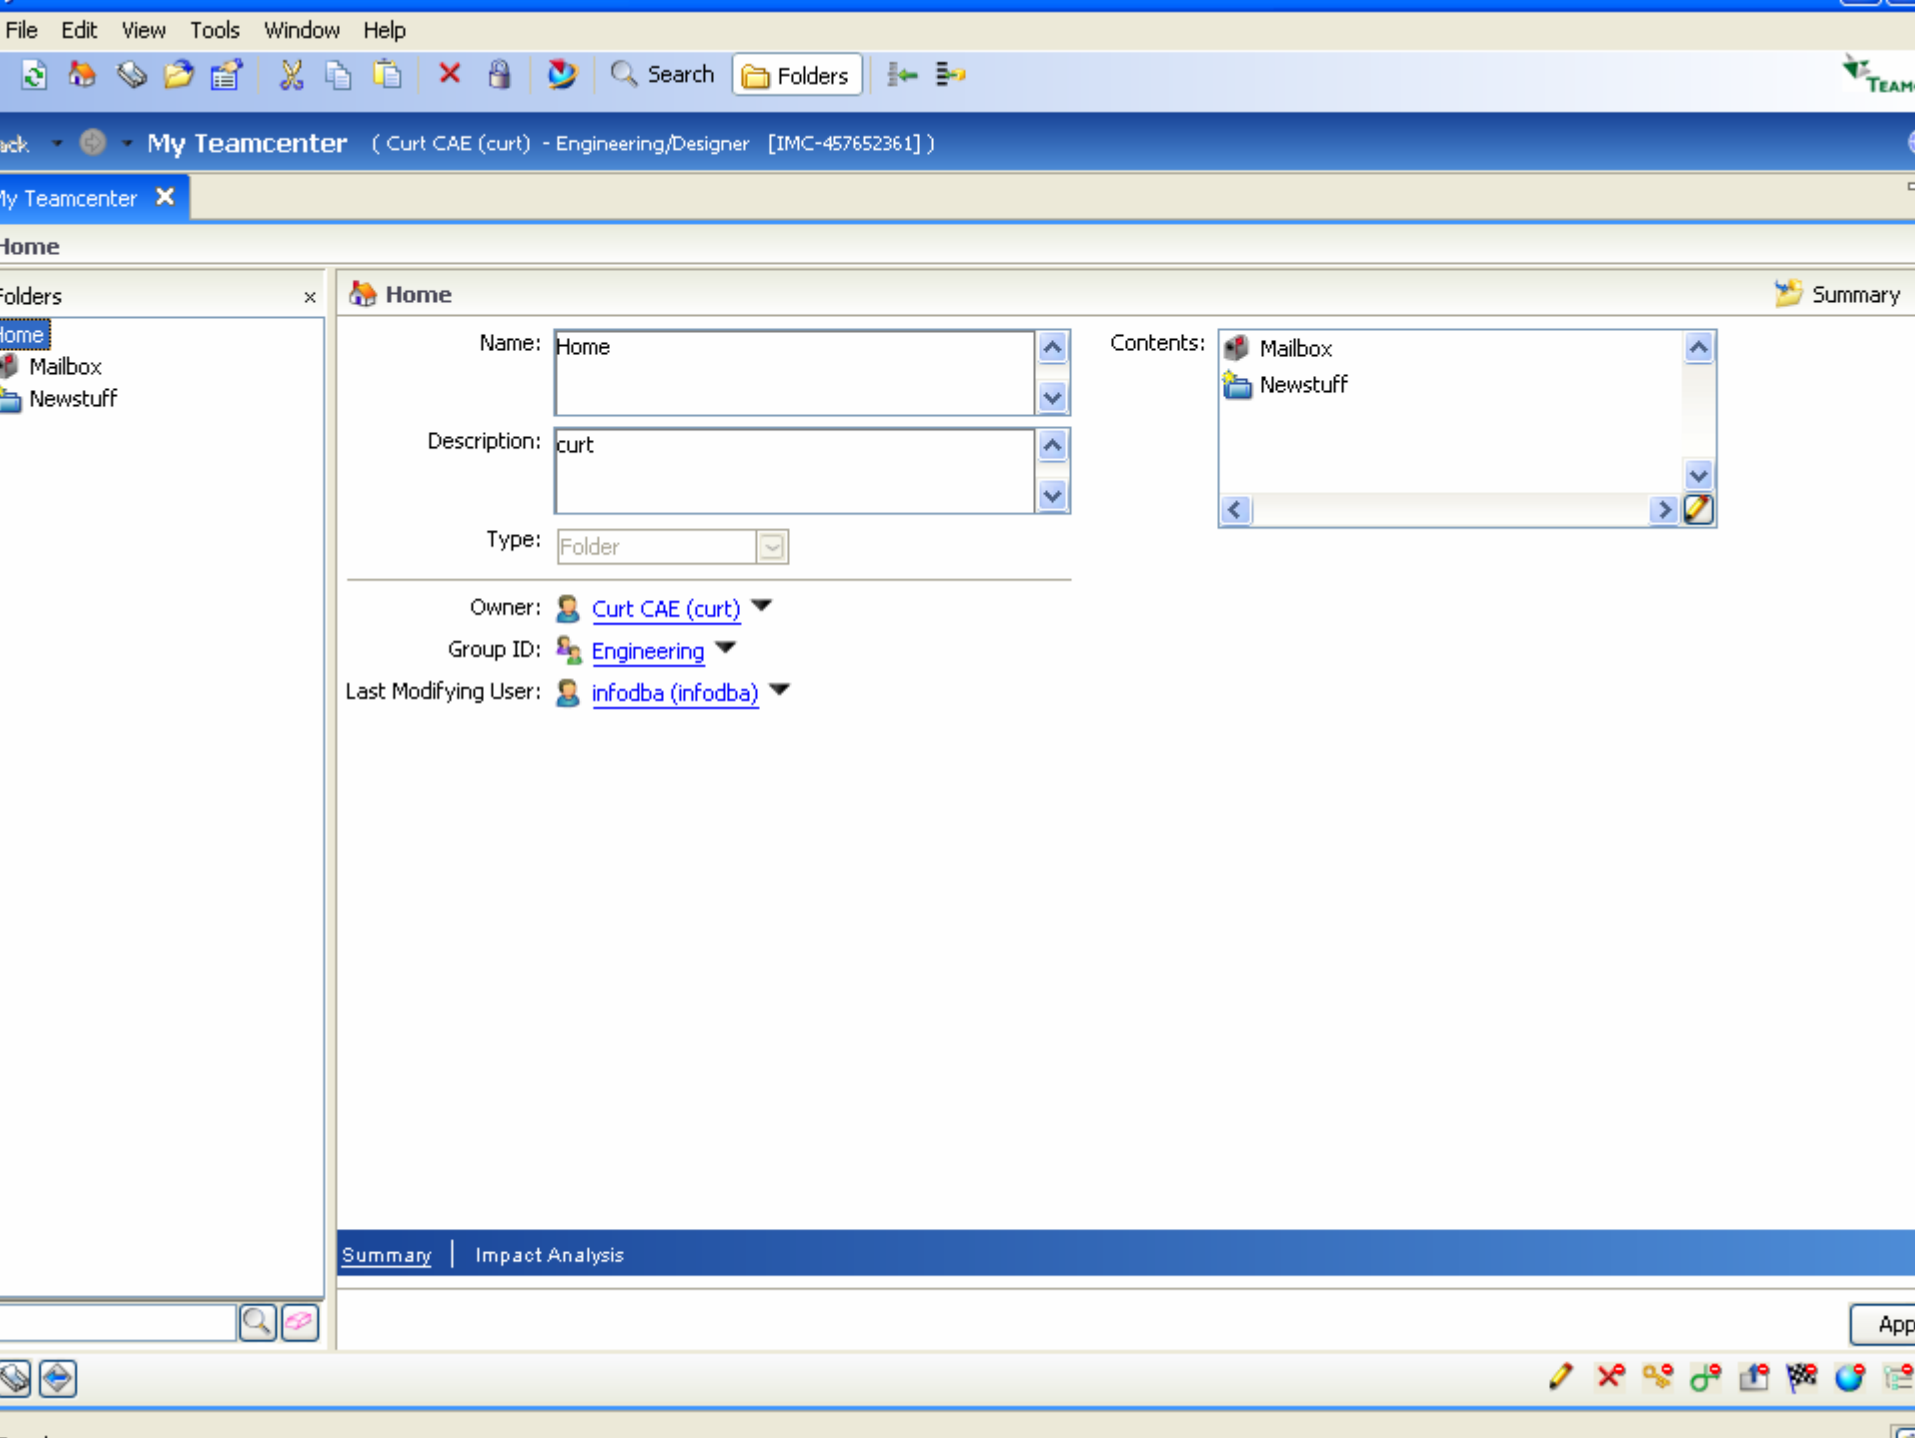 File Edit View Tools Window Help
Search Folders
My Teamcenter ( Curt CAE (curt) - Engineering/Designer [IMC-457652361] )
My Teamcenter
Home
Folders
Home
Summary
Home
Mailbox
Newstuff
Name: Home
Contents: Mailbox
Newstuff
Description: curt
Type: Folder
Owner: Curt CAE (curt)
Group ID: Engineering
Last Modifying User: infodba (infodba)
Summary Impact Analysis